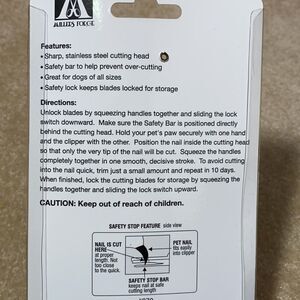 MILLERS FORGE
Features:
• Sharp, stainless steel cutting head
• Safety bar to help prevent over-cutting
• Great for dogs of all sizes
• Safety lock keeps blades locked for storage
Directions:
Unlock blades by squeezing handles together and sliding the lock
switch downward. Make sure the Safety Bar is positioned directly
behind the cutting head. Hold your pet's paw securely with one hand
and the clipper with the other. Position the nail inside the cutting head
so that only the very tip of the nail will be cut. Squeeze the handles
completely together in one smooth, decisive stroke. To avoid cutting
into the nail quick, trim just a small amount and repeat in 10 days.
When finished, lock the cutting blades for storage by squeezing the
handles together and sliding the lock switch upward.
CAUTION: Keep out of reach of children.
SAFETY STOP FEATURE side view
NAIL IS CUT
HERE
at proper
length. Not
too close
to the quick.
PET NAIL
fits easily
into clipper
SAFETY STOP BAR
keeps nail at safe
cutting length